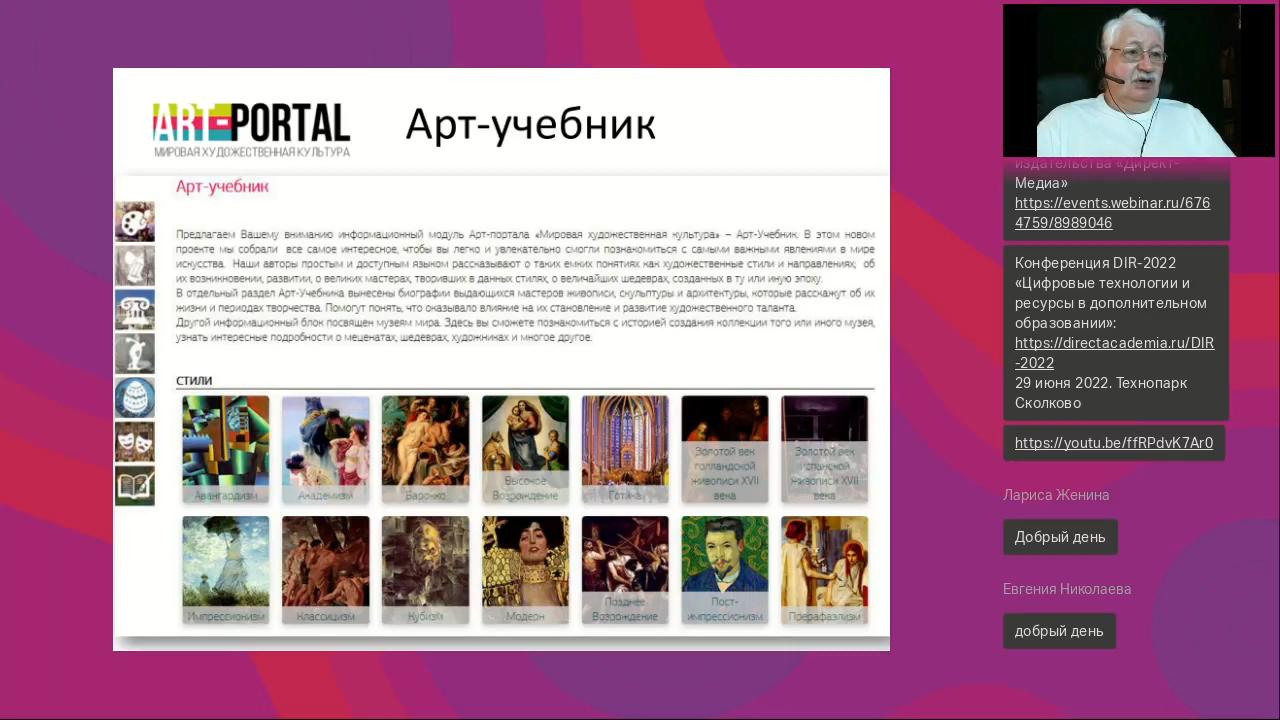 ART-PORTAL
МИРОВАЯ ХУДОЖЕСТВЕННАЯ КУЛЬТУРА
Арт-учебник
Арт-учебник
Предлагаем Вашему вниманию информационный модуль Арт-портала «Мировая художественная культура» – Арт-Учебник. В этом новом
проекте мы собрали все самое интересное, чтобы вы легко и увлекательно смогли познакомиться с самыми важными явлениями в мире
искусства. Наши авторы простым и доступным языком рассказывают о таких емких понятиях как художественные стили и направления; об
их возникновении, развитии, о великих мастерах, творивших в данных стилях, о величайших шедеврах, созданных в ту или иную эпоху.
В отдельный раздел Арт-Учебника вынесены биографии выдающихся мастеров живописи, скульптуры и архитектуры, которые расскажут об их
жизни и периодах творчества. Помогут понять, что оказывало влияние на их становление и развитие художественного таланта.
Другой информационный блок посвящен музеям мира. Здесь вы сможете познакомиться с историей создания коллекции того или иного музея,
узнать интересные подробности о меценатах, шедеврах, художниках и многое другое.
СТИЛИ
Авангардизм
Академизм
Барокко
Высокое
Возрождение
Готика
Золотой век
голландской
живописи XVII
века
Золотой век
испанской
живописи XVII
века
Импрессионизм
Классицизм
Кубизм
Модерн
Позднее
Возрождение
Пост-
импрессионизм
Прерафаэлизм
издательства «Директ-
Медиа»
https://events.webinar.ru/676
4759/8989046
Конференция DIR-2022
«Цифровые технологии и
ресурсы в дополнительном
образовании»:
https://directacademia.ru/DIR
-2022
29 июня 2022. Технопарк
Сколково
https://youtu.be/ffRPdvK7Ar0
Лариса Женина
Добрый день
Евгения Николаева
добрый день